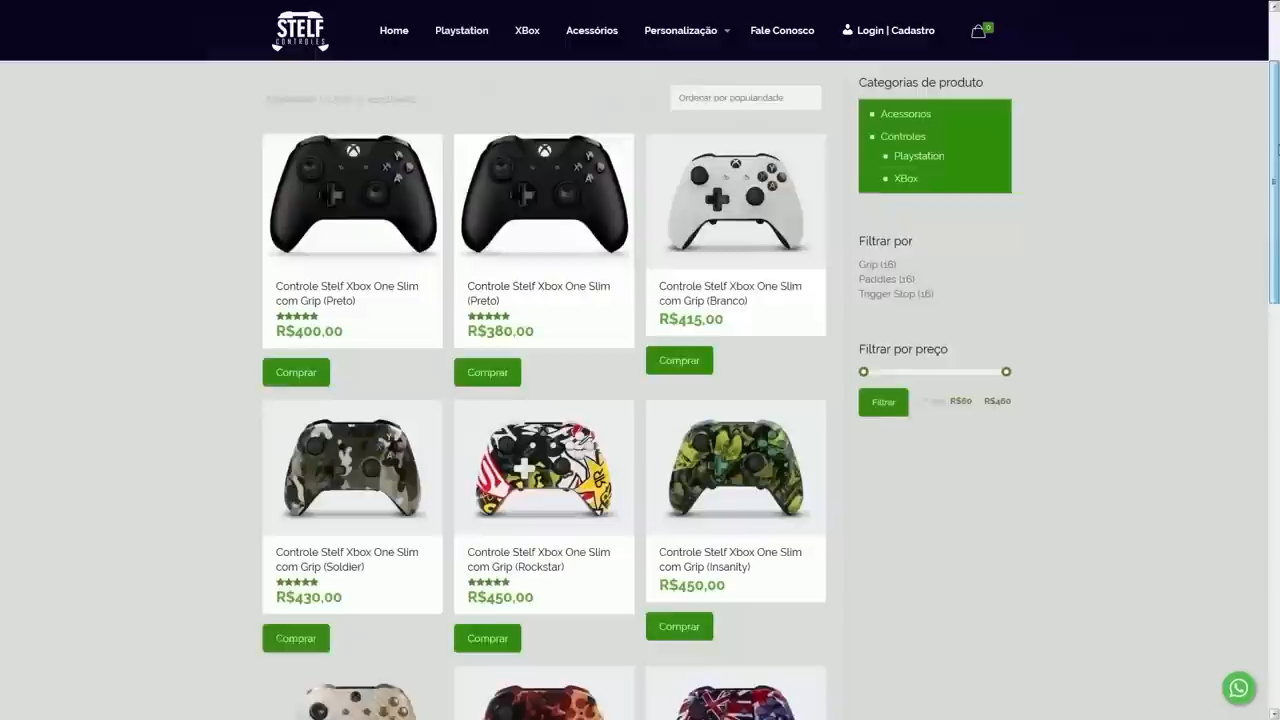 STELF
CONTROLES
Home
Playstation
XBox
Acessórios
Personalização
Fale Conosco
Login | Cadastro
0
Ordenar por popularidade
Categorias de produto
Acessorios
Controles
Playstation
XBox
Filtrar por
Grip (16)
Paddles (16)
Trigger Stop (16)
Filtrar por preço
Filtrar
R$60
R$460
Controle Stelf Xbox One Slim
com Grip (Preto)
R$400,00
Comprar
Controle Stelf Xbox One Slim
(Preto)
R$380,00
Comprar
Controle Stelf Xbox One Slim
com Grip (Branco)
R$415,00
Comprar
Controle Stelf Xbox One Slim
com Grip (Soldier)
R$430,00
Comprar
Controle Stelf Xbox One Slim
com Grip (Rockstar)
R$450,00
Comprar
Controle Stelf Xbox One Slim
com Grip (Insanity)
R$450,00
Comprar